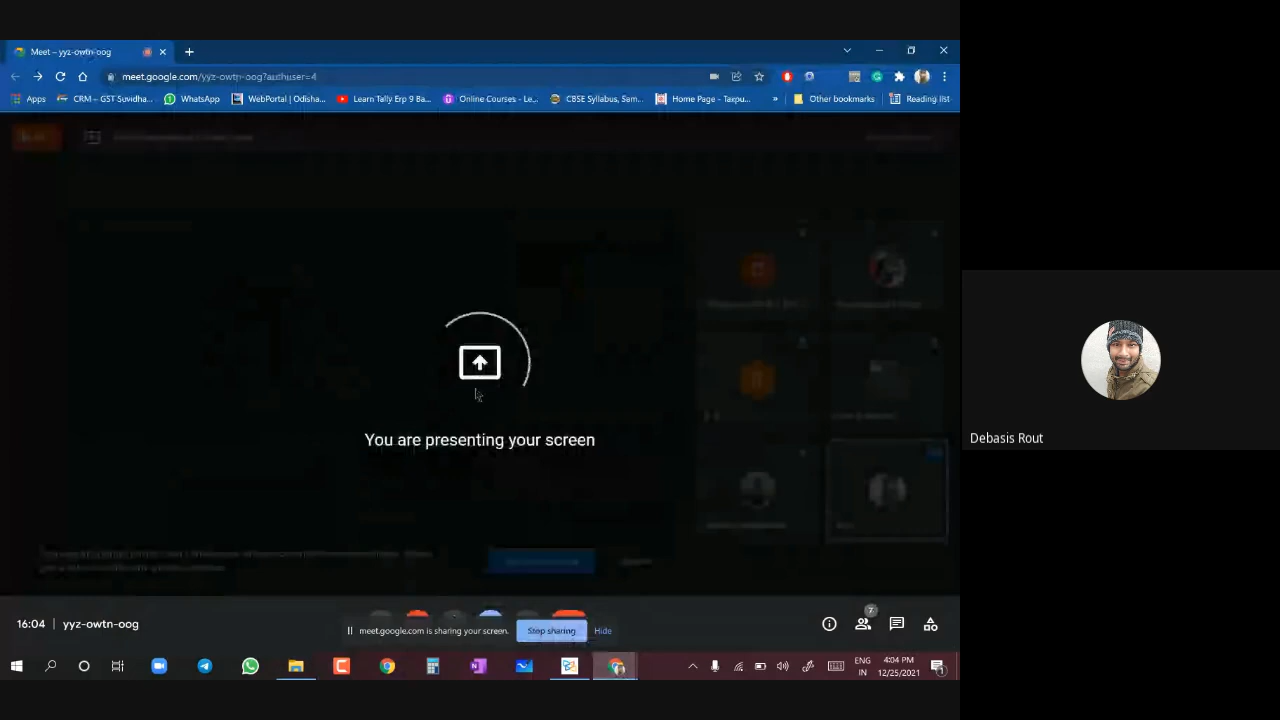 Meet – yyz-owtn-oog
meet.google.com/yyz-owtn-oog?authuser=4
Apps
CRM – GST Suvidha...
WhatsApp
WebPortal | Odisha...
Learn Tally Erp 9 Ba...
Online Courses - Le...
CBSE Syllabus, Sam...
Home Page - Taxpu...
»
Other bookmarks
Reading list
You are presenting your screen
Debasis Rout
16:04 | yyz-owtn-oog
meet.google.com is sharing your screen.
Stop sharing
Hide
7
ENG
IN
4:04 PM
12/25/2021
1